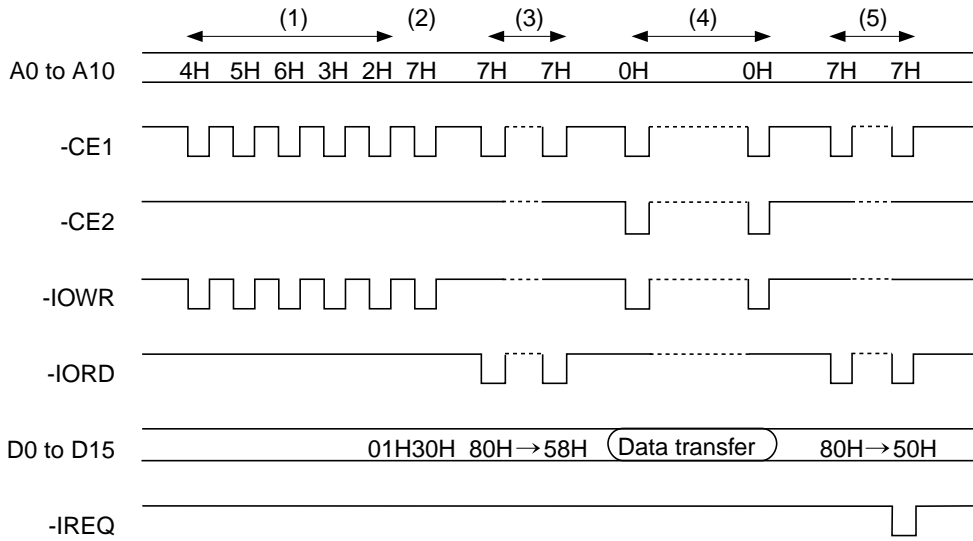 (1) (2) (3) (4) (5)
A0 to A10 4H 5H 6H 3H 2H 7H 7H 7H 0H 0H 7H 7H
-CE1
-CE2
-IOWR
-IORD
D0 to D15 01H30H 80H→58H Data transfer 80H→50H
-IREQ